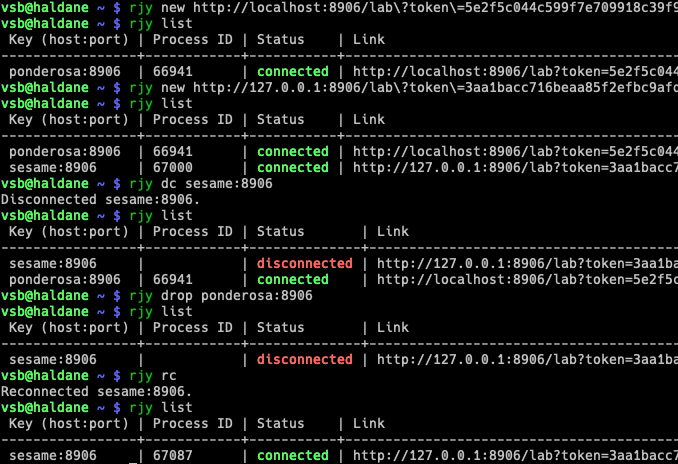 vsb@haldane ~ $ rjy new http://localhost:8906/lab\?token\=5e2f5c044c599f7e709918c39f9
vsb@haldane ~ $ rjy list
Key (host:port) | Process ID | Status | Link
-----------------+------------+-----------+---------------------------------------
ponderosa:8906 | 66941 | connected | http://localhost:8906/lab?token=5e2f5c044
vsb@haldane ~ $ rjy new http://127.0.0.1:8906/lab\?token\=3aa1bacc716beaa85f2efbc9afd
vsb@haldane ~ $ rjy list
Key (host:port) | Process ID | Status | Link
-----------------+------------+-----------+---------------------------------------
ponderosa:8906 | 66941 | connected | http://localhost:8906/lab?token=5e2f5c044
sesame:8906 | 67000 | connected | http://127.0.0.1:8906/lab?token=3aa1bacc7
vsb@haldane ~ $ rjy dc sesame:8906
Disconnected sesame:8906.
vsb@haldane ~ $ rjy list
Key (host:port) | Process ID | Status | Link
-----------------+------------+--------------+------------------------------------
sesame:8906 | | disconnected | http://127.0.0.1:8906/lab?token=3aa1ba
ponderosa:8906 | 66941 | connected | http://localhost:8906/lab?token=5e2f5c
vsb@haldane ~ $ rjy drop ponderosa:8906
vsb@haldane ~ $ rjy list
Key (host:port) | Process ID | Status | Link
-----------------+------------+--------------+------------------------------------
sesame:8906 | | disconnected | http://127.0.0.1:8906/lab?token=3aa1ba
vsb@haldane ~ $ rjy rc
Reconnected sesame:8906.
vsb@haldane ~ $ rjy list
Key (host:port) | Process ID | Status | Link
-----------------+------------+-----------+---------------------------------------
sesame:8906 | 67087 | connected | http://127.0.0.1:8906/lab?token=3aa1bacc7